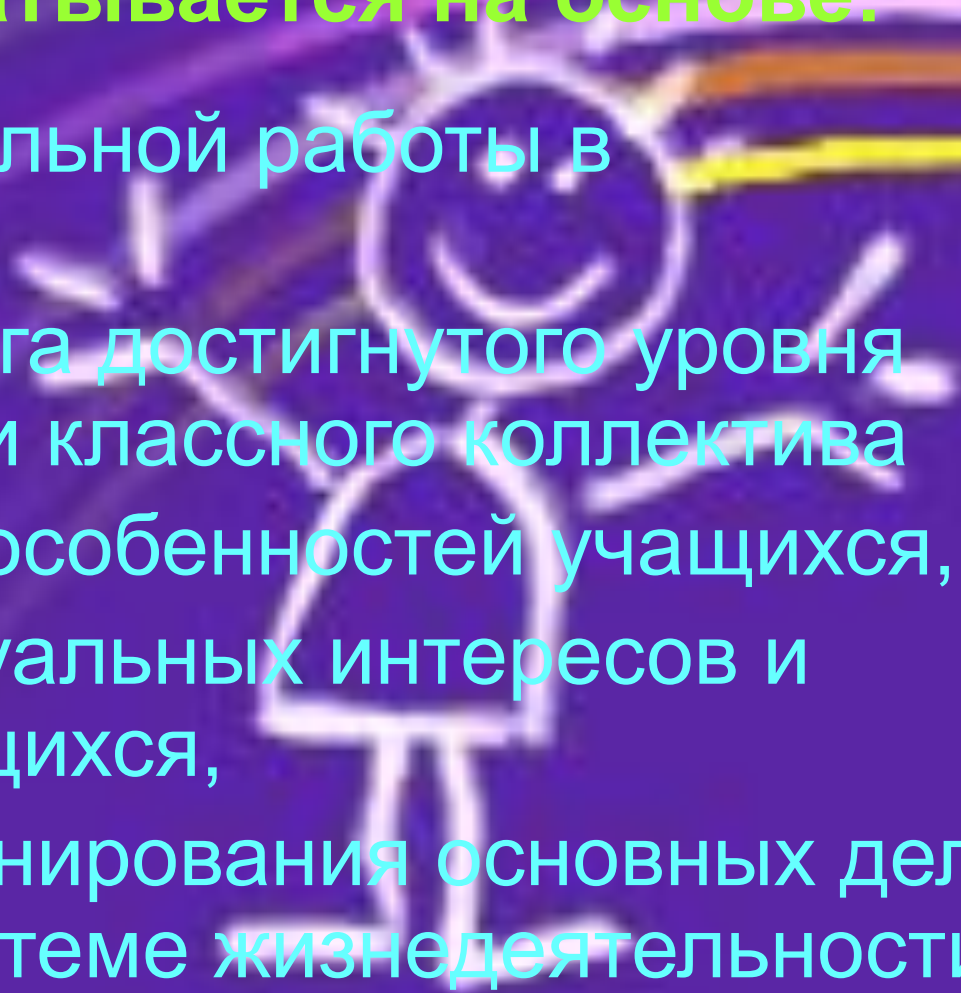 атывается на основе:
льной работы в
га достигнутого уровня
и классного коллектива
особенностей учащихся,
уальных интересов и
щихся,
нирования основных дел
теме жизнедеятельности